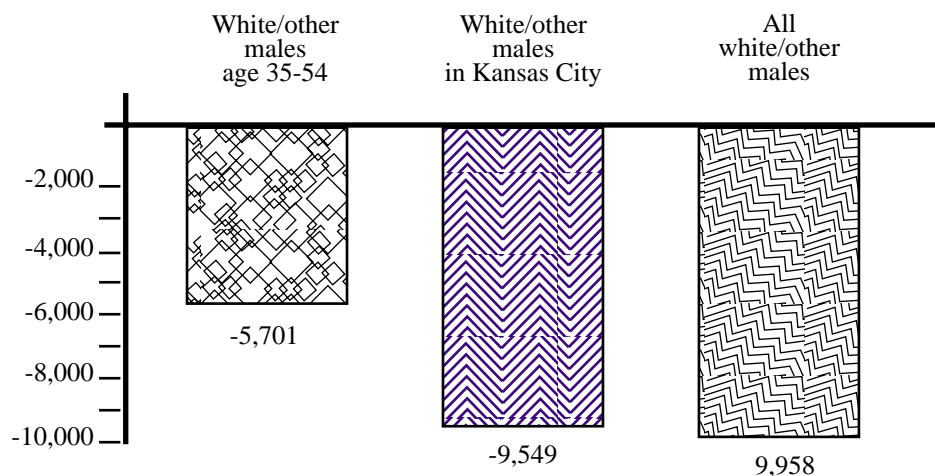 White/other
males
age 35-54
White/other
males
in Kansas City
All
white/other
males
-2,000
-4,000
-6,000
-8,000
-10,000
-5,701
-9,549
9,958